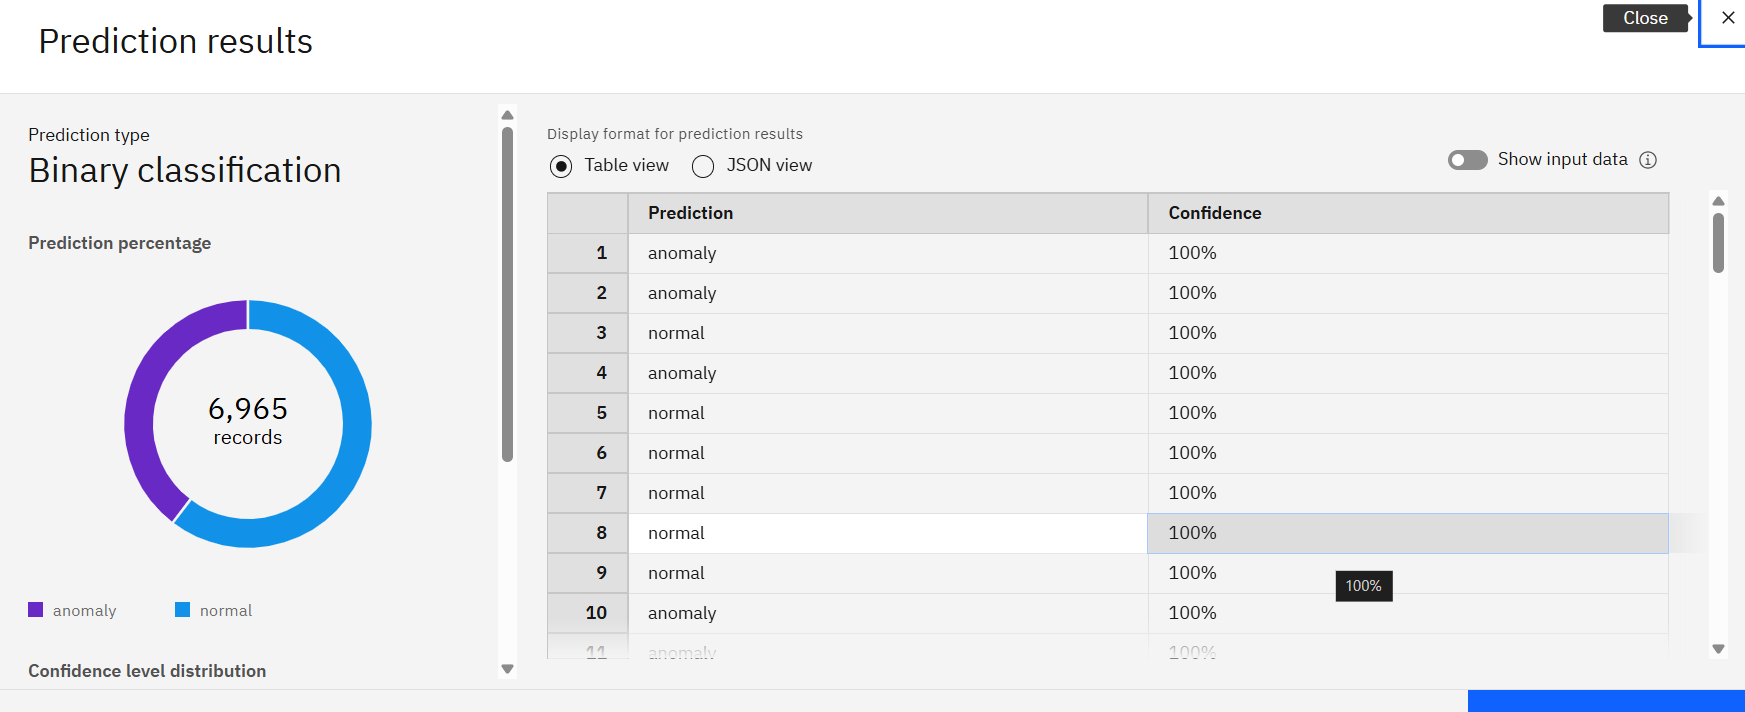 Prediction results
Close
Prediction type
Binary classification
Prediction percentage
6,965
records
anomaly normal
Confidence level distribution
Display format for prediction results
Table view JSON view
Show input data
Prediction Confidence
1 anomaly 100%
2 anomaly 100%
3 normal 100%
4 anomaly 100%
5 normal 100%
6 normal 100%
7 normal 100%
8 normal 100%
9 normal 100%
100%
10 anomaly 100%
11 anomaly 100%